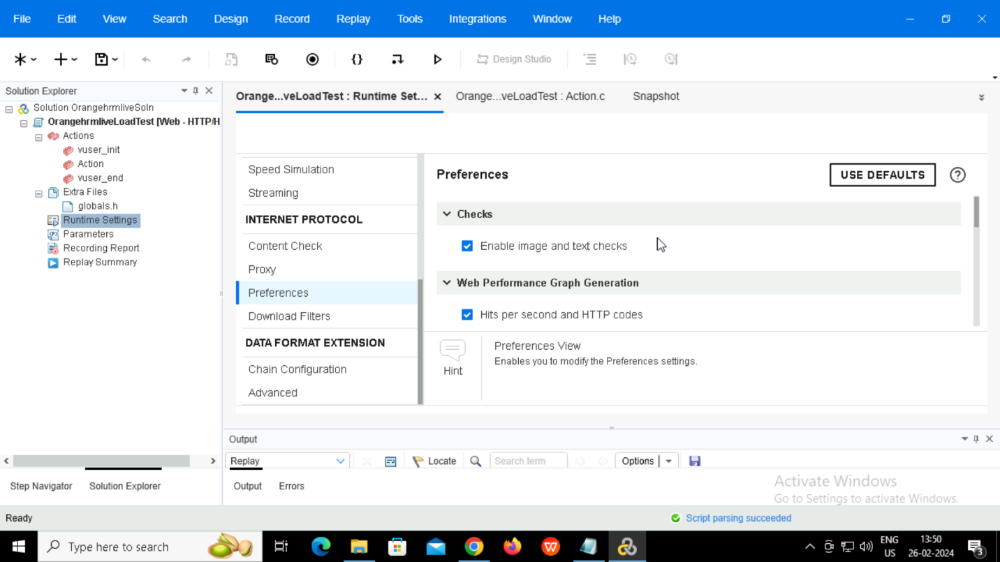 File Edit View Search Design Record Replay Tools Integrations Window Help
Design Studio
Solution Explorer
Solution OrangehrmliveSoln
OrangehrmliveLoadTest [Web - HTTP/H
Actions
vuser_init
Action
vuser_end
Extra Files
globals.h
Runtime Settings
Parameters
Recording Report
Replay Summary
Step Navigator Solution Explorer
Orange...veLoadTest : Runtime Set... Orange...veLoadTest : Action.c Snapshot
Speed Simulation
Streaming
INTERNET PROTOCOL
Content Check
Proxy
Preferences
Download Filters
DATA FORMAT EXTENSION
Chain Configuration
Advanced
Preferences USE DEFAULTS ?
Checks
Enable image and text checks
Web Performance Graph Generation
Hits per second and HTTP codes
Hint
Preferences View
Enables you to modify the Preferences settings.
Output
Replay Locate Search term Options
Output Errors
Activate Windows
Go to Settings to activate Windows.
Ready Script parsing succeeded
Type here to search
ENG
US
13:50
26-02-2024
3